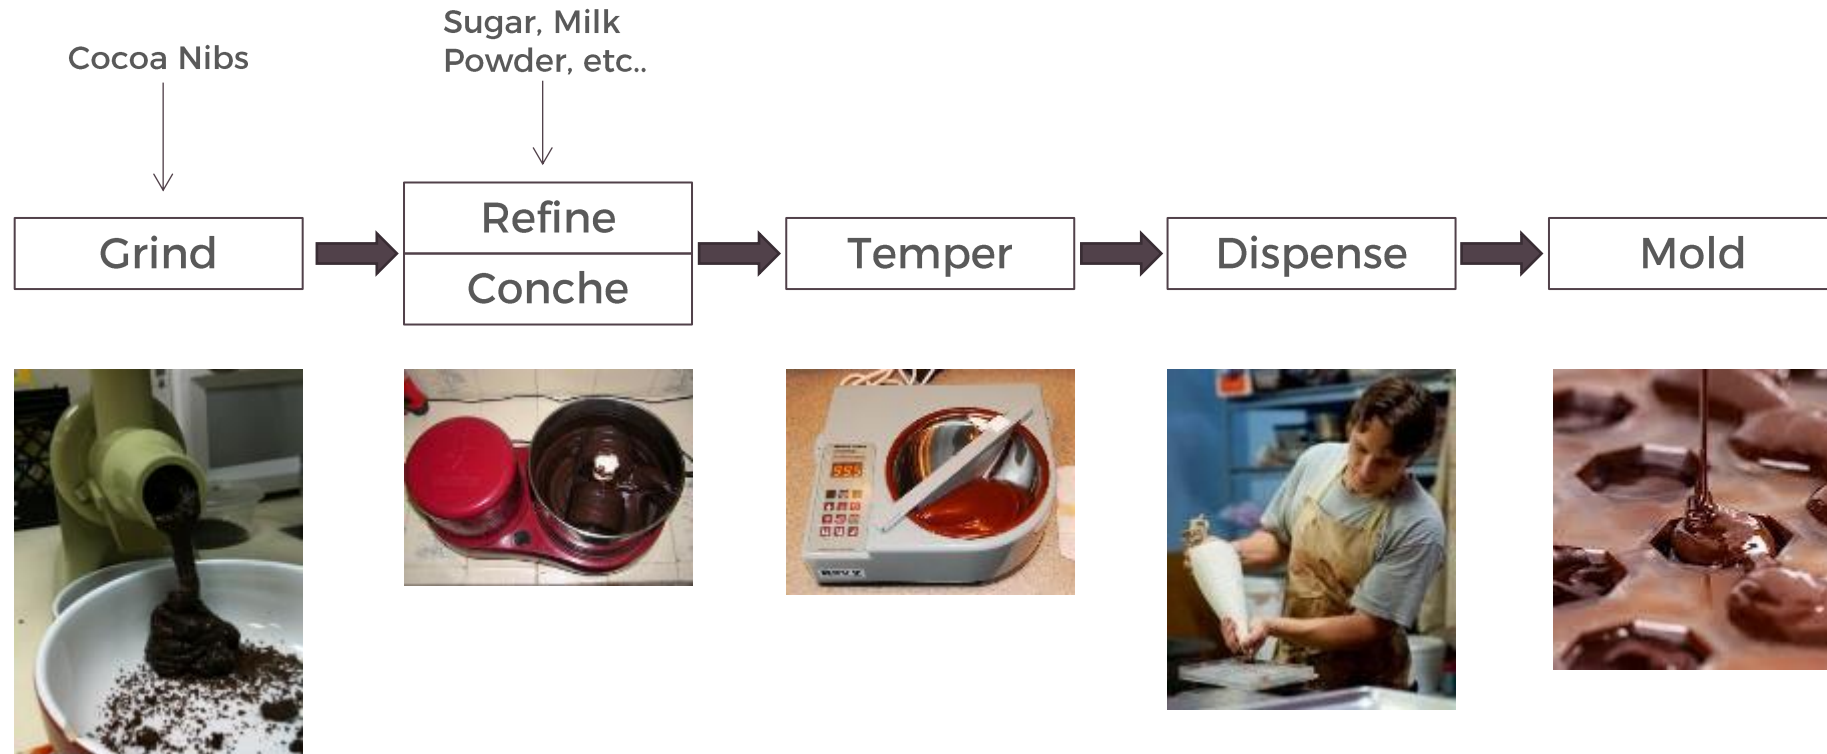 Cocoa Nibs
Sugar, Milk
Powder, etc..
Grind
Refine
Conche
Temper
Dispense
Mold